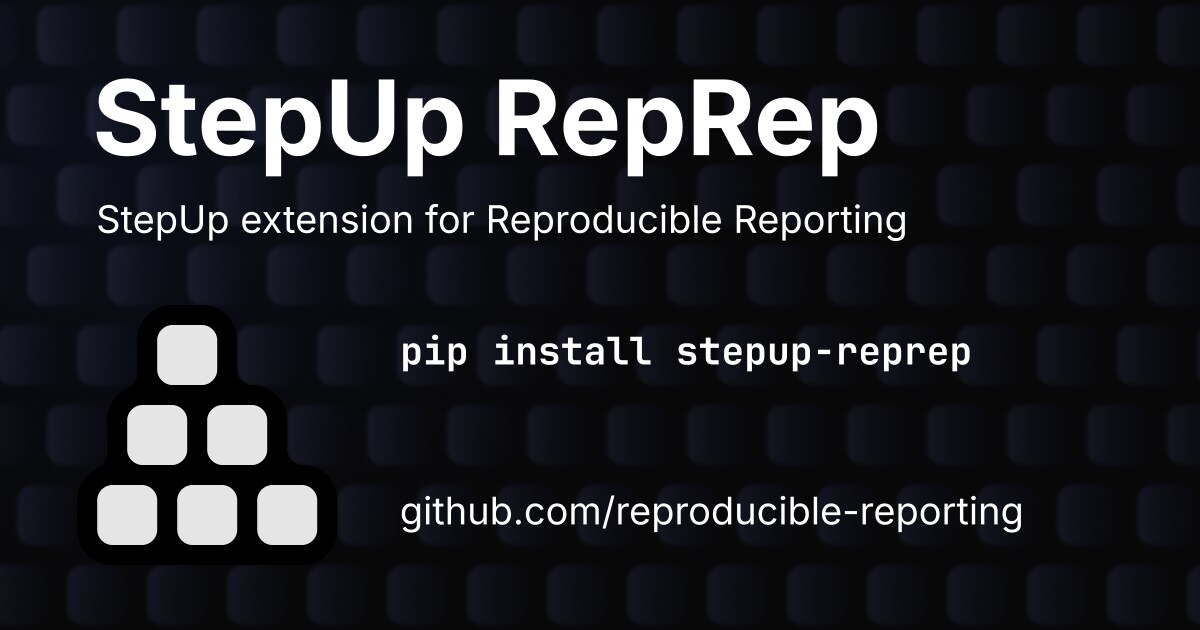 StepUp RepRep
StepUp extension for Reproducible Reporting
pip install stepup-reprep
github.com/reproducible-reporting